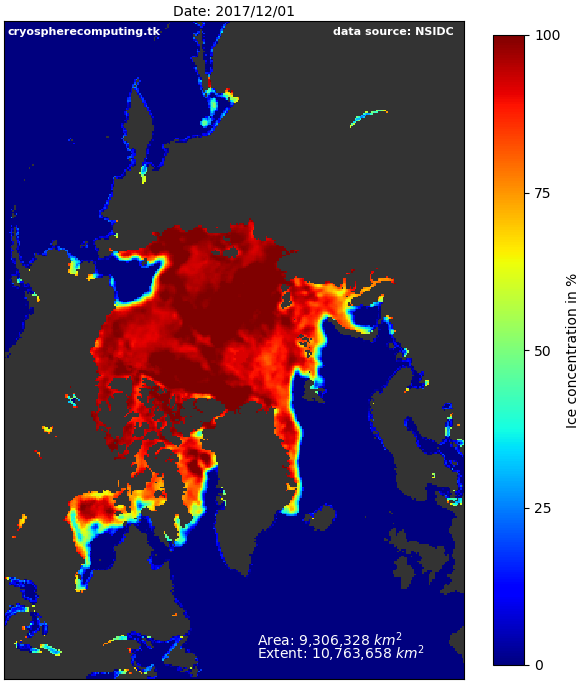 Date: 2017/12/01
cryospherecomputing.tk
data source: NSIDC
100
75
50
25
0
Ice concentration in %
Area: 9,306,328 km²
Extent: 10,763,658 km²